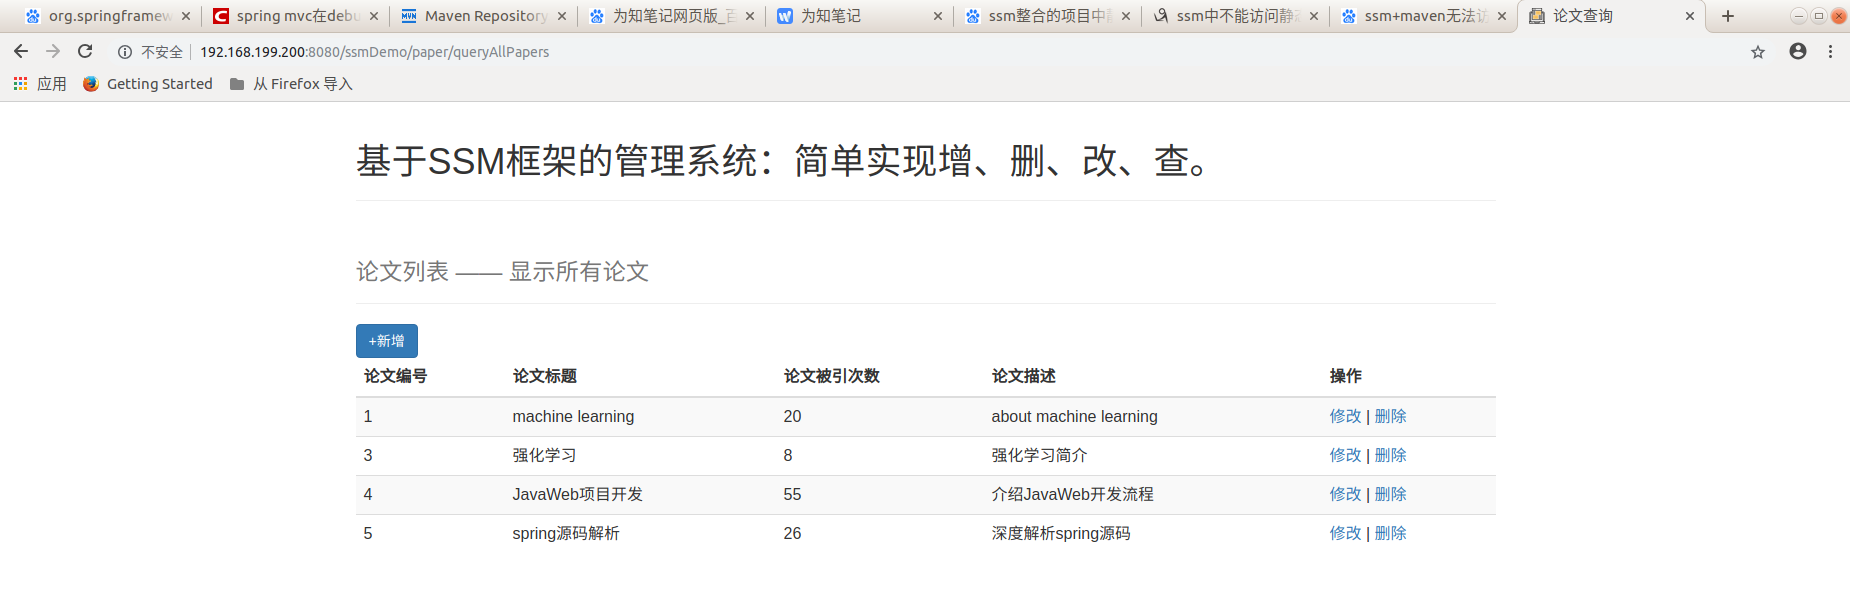 org.springframew spring mvc在debu Maven Repository 为知笔记网页版_百 为知笔记 ssm整合的项目中 ssm中不能访问静 ssm+maven无法访 论文查询
不安全 192.168.199.200:8080/ssmDemo/paper/queryAllPapers
应用 Getting Started 从 Firefox 导入
基于SSM框架的管理系统：简单实现增、删、改、查。
论文列表 —— 显示所有论文
+新增
论文编号 论文标题 论文被引次数 论文描述 操作
1 machine learning 20 about machine learning 修改 | 删除
3 强化学习 8 强化学习简介 修改 | 删除
4 JavaWeb项目开发 55 介绍JavaWeb开发流程 修改 | 删除
5 spring源码解析 26 深度解析spring源码 修改 | 删除